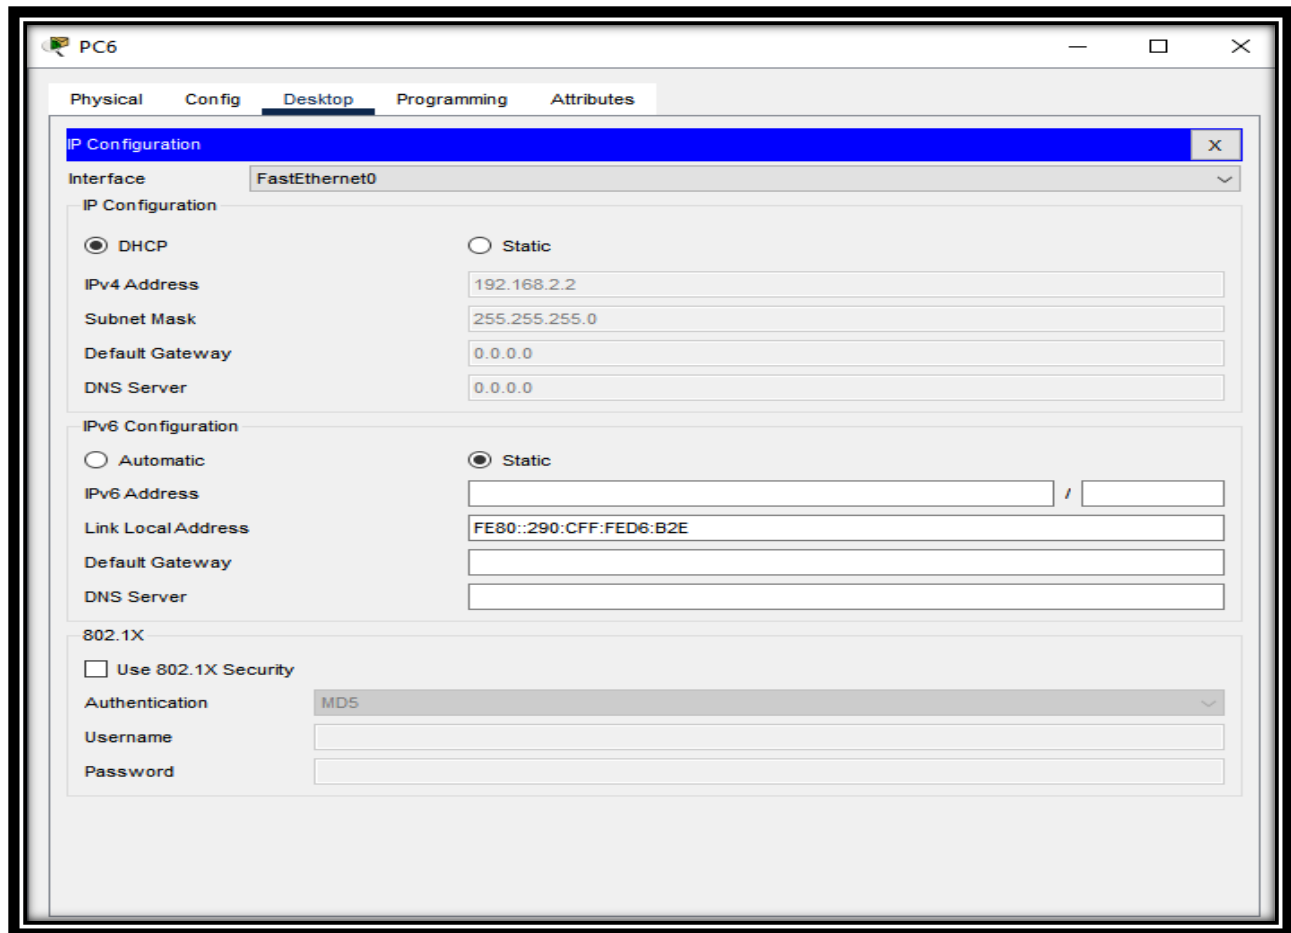 PC6
Physical Config Desktop Programming Attributes
IP Configuration X
Interface FastEthernet0
IP Configuration
DHCP Static
IPv4 Address 192.168.2.2
Subnet Mask 255.255.255.0
Default Gateway 0.0.0.0
DNS Server 0.0.0.0
IPv6 Configuration
Automatic Static
IPv6 Address /
Link Local Address FE80::290:CFF:FED6:B2E
Default Gateway
DNS Server
802.1X
Use 802.1X Security
Authentication MD5
Username
Password